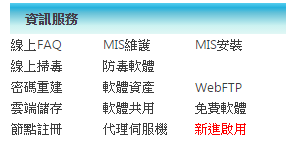 資訊服務
線上FAQ MIS維護 MIS安裝
線上掃毒 防毒軟體
密碼重建 軟體資產 WebFTP
雲端儲存 軟體共用 免費軟體
節點註冊 代理伺服機 新進啟用